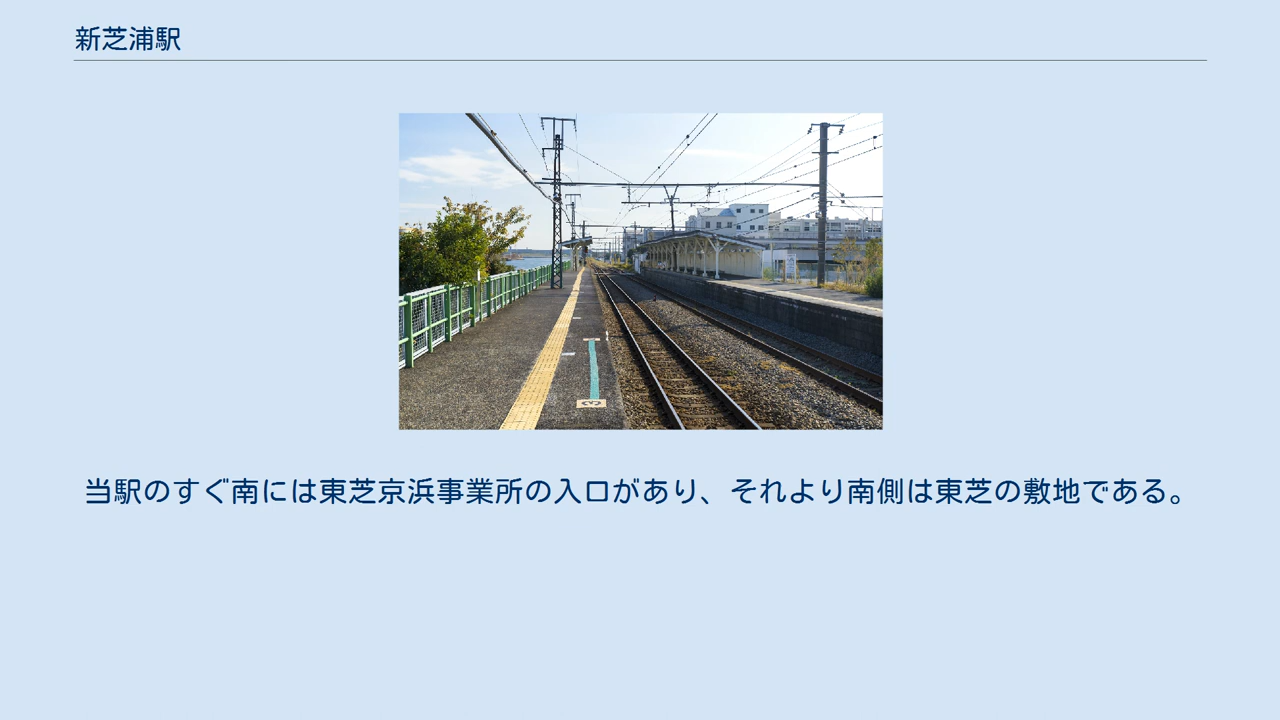 新芝浦駅
3
当駅のすぐ南には東芝京浜事業所の入口があり、それより南側は東芝の敷地である。